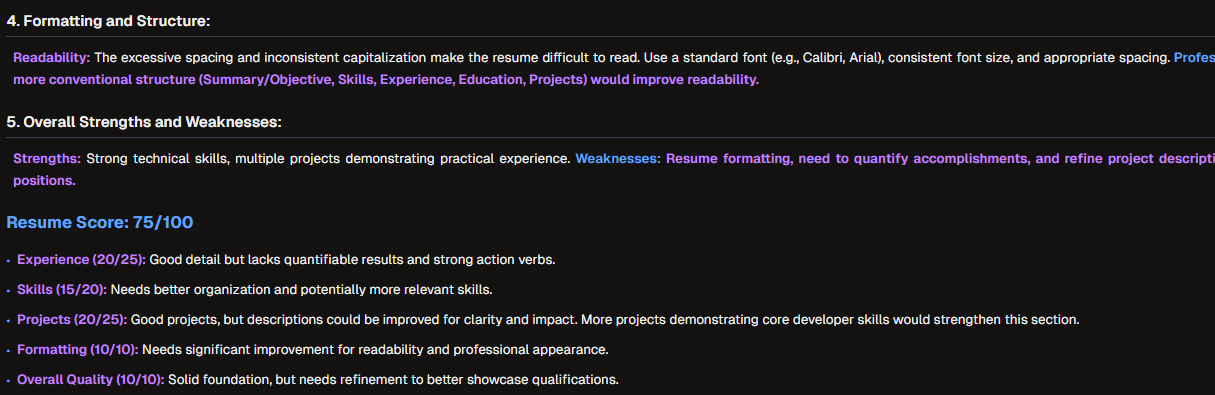 4. Formatting and Structure:
Readability: The excessive spacing and inconsistent capitalization make the resume difficult to read. Use a standard font (e.g., Calibri, Arial), consistent font size, and appropriate spacing.
more conventional structure (Summary/Objective, Skills, Experience, Education, Projects) would improve readability.
5. Overall Strengths and Weaknesses:
Strengths: Strong technical skills, multiple projects demonstrating practical experience. Weaknesses: Resume formatting, need to quantify accomplishments, and refine project
positions.
Resume Score: 75/100
• Experience (20/25): Good detail but lacks quantifiable results and strong action verbs.
• Skills (15/20): Needs better organization and potentially more relevant skills.
• Projects (20/25): Good projects, but descriptions could be improved for clarity and impact. More projects demonstrating core developer skills would strengthen this section.
• Formatting (10/10): Needs significant improvement for readability and professional appearance.
• Overall Quality (10/10): Solid foundation, but needs refinement to better showcase qualifications.